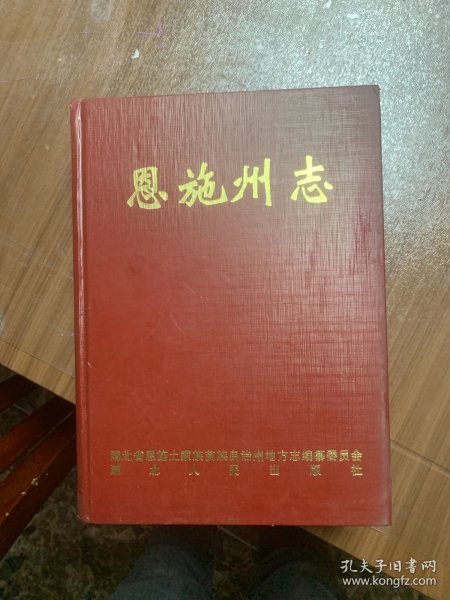 恩施州志
湖北省恩施土家族苗族自治州地方志编纂委员会
湖北人民出版社
孔夫子旧书网
www.kongfz.com